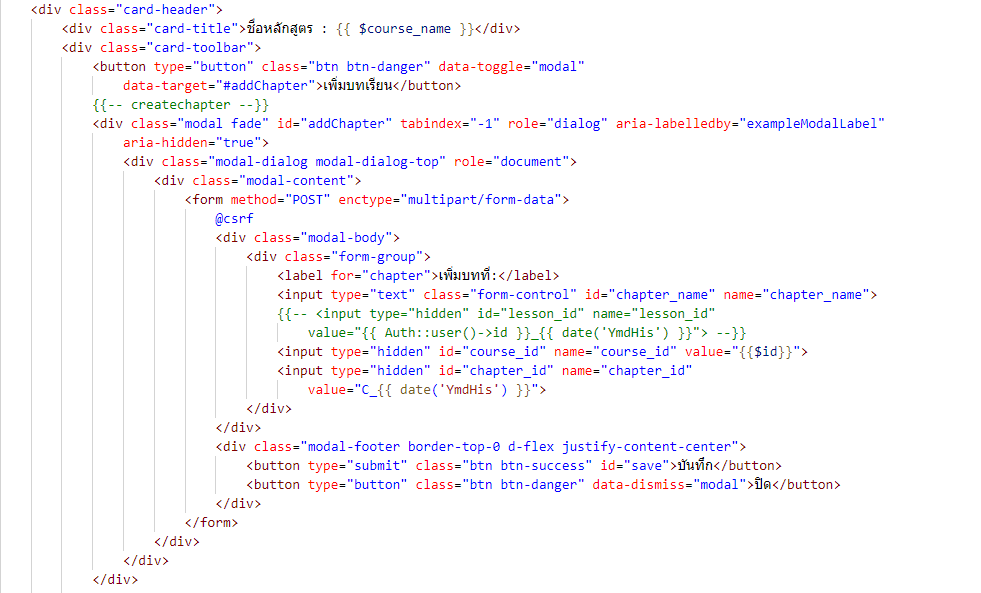 <div class="card-header">
<div class="card-title">ชื่อหลักสูตร : {{ $course_name }}</div>
<div class="card-toolbar">
<button type="button" class="btn btn-danger" data-toggle="modal"
data-target="#addChapter">เพิ่มบทเรียน</button>
{{-- createchapter --}}
<div class="modal fade" id="addChapter" tabindex="-1" role="dialog" aria-labelledby="exampleModalLabel"
aria-hidden="true">
<div class="modal-dialog modal-dialog-top" role="document">
<div class="modal-content">
<form method="POST" enctype="multipart/form-data">
@csrf
<div class="modal-body">
<div class="form-group">
<label for="chapter">เพิ่มบทที่:</label>
<input type="text" class="form-control" id="chapter_name" name="chapter_name">
{{-- <input type="hidden" id="lesson_id" name="lesson_id"
value="{{ Auth::user()->id }}_{{ date('YmdHis') }}"> --}}
<input type="hidden" id="course_id" name="course_id" value="{{$id}}">
<input type="hidden" id="chapter_id" name="chapter_id"
value="C_{{ date('YmdHis') }}">
</div>
</div>
<div class="modal-footer border-top-0 d-flex justify-content-center">
<button type="submit" class="btn btn-success" id="save">บันทึก</button>
<button type="button" class="btn btn-danger" data-dismiss="modal">ปิด</button>
</div>
</form>
</div>
</div>
</div>